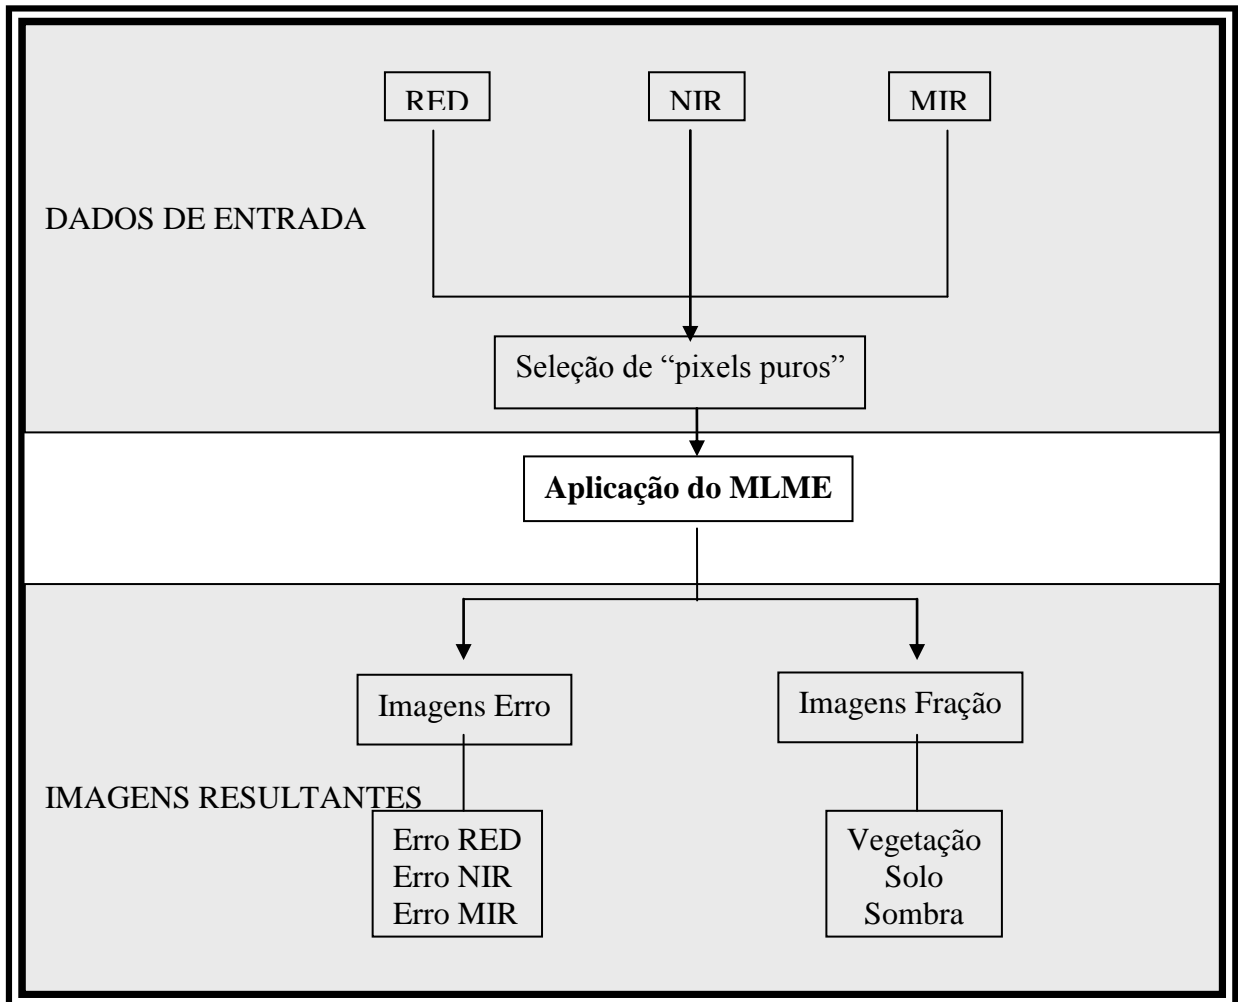 RED NIR MIR
DADOS DE ENTRADA
Seleção de “pixels puros”
Aplicação do MLME
Imagens Erro
Imagens Fração
IMAGENS RESULTANTES
Erro RED
Erro NIR
Erro MIR
Vegetação
Solo
Sombra